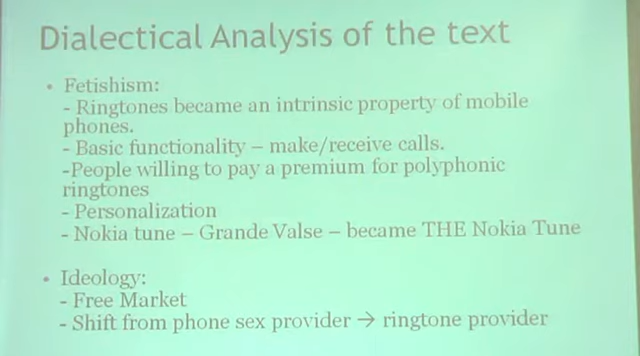 Dialectical Analysis of the text
• Fetishism:
- Ringtones became an intrinsic property of mobile
phones.
- Basic functionality – make/receive calls.
-People willing to pay a premium for polyphonic
ringtones
- Personalization
- Nokia tune – Grande Valse – became THE Nokia Tune
• Ideology:
- Free Market
- Shift from phone sex provider → ringtone provider